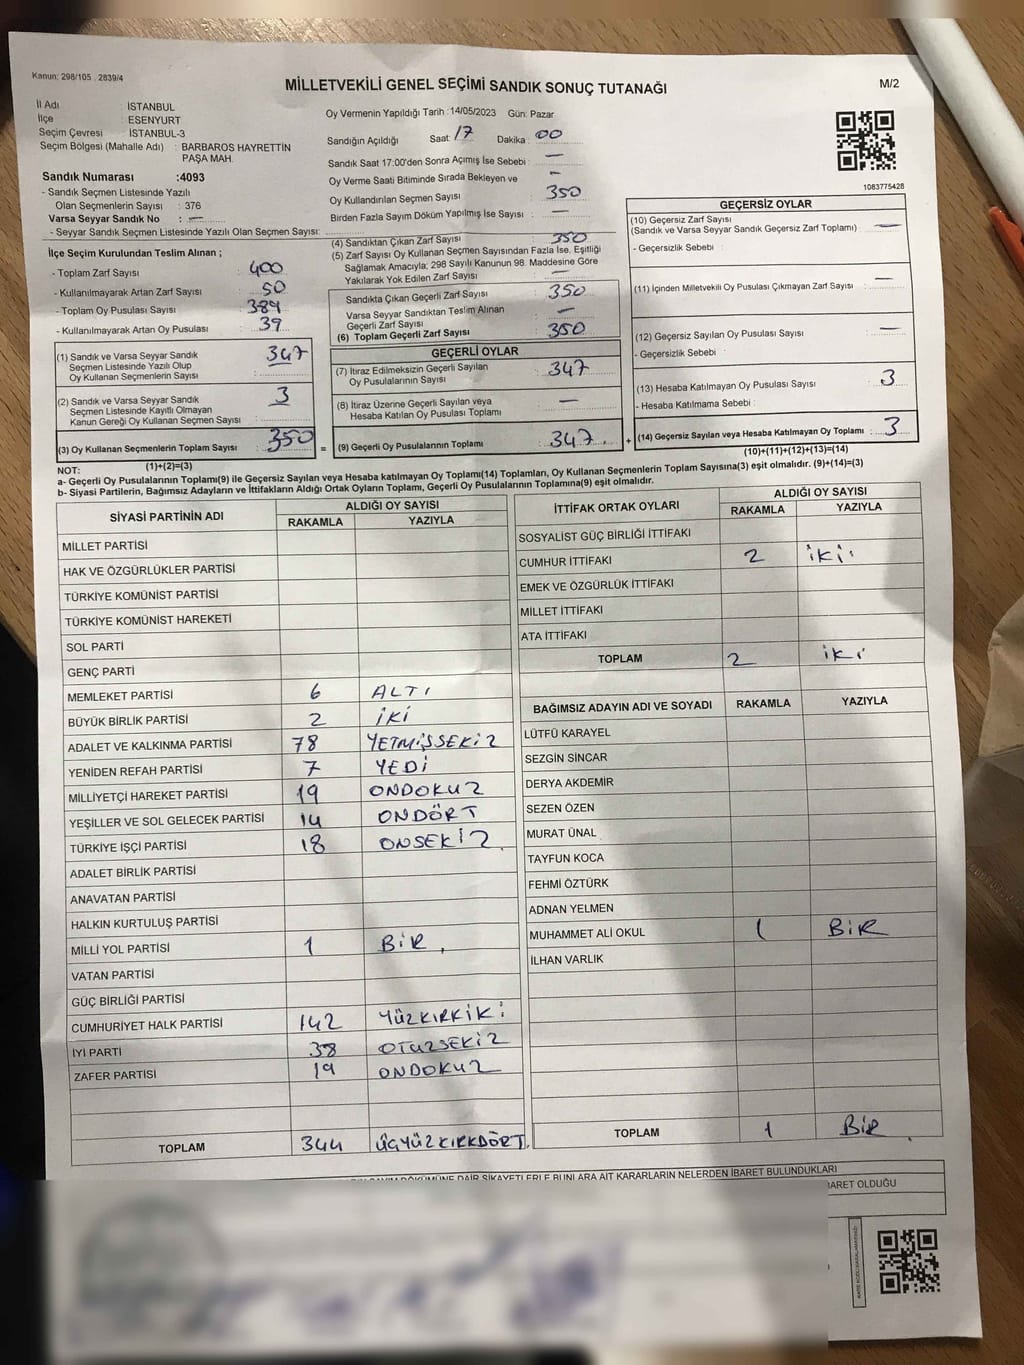 Kanun: 298/105 , 2839/4
MİLLETVEKİLİ GENEL SEÇİMİ SANDIK SONUÇ TUTANAĞI
M/2
İl Adı : İSTANBUL
İlçe : ESENYURT
Seçim Çevresi : İSTANBUL-3
Seçim Bölgesi (Mahalle Adı) : BARBAROS HAYRETTİN
PAŞA MAH.
Sandık Numarası :4093
- Sandık Seçmen Listesinde Yazılı
Olan Seçmenlerin Sayısı : 376
Varsa Seyyar Sandık No : —
- Seyyar Sandık Seçmen Listesinde Yazılı Olan Seçmen Sayısı:
Oy Vermenin Yapıldığı Tarih :14/05/2023 Gün: Pazar
Sandığın Açıldığı Saat: 17 Dakika : 00
Sandık Saat 17:00'den Sonra Açımış İse Sebebi : —
Oy Verme Saati Bitiminde Sırada Bekleyen ve —
Oy Kullandırılan Seçmen Sayısı : 350
Birden Fazla Sayım Döküm Yapılmış İse Sayısı : —
1083775428
İlçe Seçim Kurulundan Teslim Alınan ;
- Toplam Zarf Sayısı : 400
- Kullanılmayarak Artan Zarf Sayısı : 50
- Toplam Oy Pusulası : 389
- Kullanılmayarak Artan Oy Pusulası : 39
(4) Sandıktan Çıkan Zarf Sayısı : 350
(5) Zarf Sayısı Oy Kullanan Seçmen Sayısından Fazla İse, Eşitliği
Sağlamak Amacıyla; 298 Sayılı Kanunun 98. Maddesine Göre
Yakılarak Yok Edilen Zarf Sayısı : —
Sandıkta Çıkan Geçerli Zarf Sayısı : 350
Varsa Seyyar Sandıktan Teslim Alınan
Geçerli Zarf Sayısı : —
(6) Toplam Geçerli Zarf Sayısı : 350
GEÇERSİZ OYLAR
(10) Geçersiz Zarf Sayısı
(Sandık ve Varsa Seyyar Sandık Geçersiz Zarf Toplamı) : —
- Geçersizlik Sebebi :
(11) İçinden Milletvekili Oy Pusulası Çıkmayan Zarf Sayısı : —
(12) Geçersiz Sayılan Oy Pusulası Sayısı : —
- Geçersizlik Sebebi :
(13) Hesaba Katılmayan Oy Pusulası Sayısı : 3
- Hesaba Katılmama Sebebi :
(14) Geçersiz Sayılan veya Hesaba Katılmayan Oy Toplamı : 3
(10)+(11)+(12)+(13)=(14)
(1) Sandık ve Varsa Seyyar Sandık
Seçmen Listesinde Yazılı Olup
Oy Kullanan Seçmenlerin Sayısı : 347
(2) Sandık ve Varsa Seyyar Sandık
Seçmen Listesinde Kayıtlı Olmayan
Kanun Gereği Oy Kullanan Seçmen Sayısı : 3
(3) Oy Kullanan Seçmenlerin Toplam Sayısı : 350 =
(1)+(2)=(3)
GEÇERLİ OYLAR
(7) İtiraz Edilmeksizin Geçerli Sayılan
Oy Pusulalarının Sayısı : 347
(8) İtiraz Üzerine Geçerli Sayılan veya
Hesaba Katılan Oy Pusulası Toplamı : —
(9) Geçerli Oy Pusulalarının Toplamı : 347 +
NOT:
a- Geçerli Oy Pusulalarının Toplamı(9) ile Geçersiz Sayılan veya Hesaba katılmayan Oy Toplamı(14) Toplamları, Oy Kullanan Seçmenlerin Toplam Sayısına(3) eşit olmalıdır. (9)+(14)=(3)
b- Siyasi Partilerin, Bağımsız Adayların ve İttifakların Aldığı Ortak Oyların Toplamı, Geçerli Oy Pusulalarının Toplamına(9) eşit olmalıdır.
SİYASİ PARTİNİN ADI ALDIĞI OY SAYISI
RAKAMLA YAZIYLA
MİLLET PARTİSİ
HAK VE ÖZGÜRLÜKLER PARTİSİ
TÜRKİYE KOMÜNİST PARTİSİ
TÜRKİYE KOMÜNİST HAREKETİ
SOL PARTİ
GENÇ PARTİ
MEMLEKET PARTİSİ 6 ALTI
BÜYÜK BİRLİK PARTİSİ 2 İKİ
ADALET VE KALKINMA PARTİSİ 78 YETMİŞSEKİZ
YENİDEN REFAH PARTİSİ 7 YEDİ
MİLLİYETÇİ HAREKET PARTİSİ 19 ONDOKUZ
YEŞİLLER VE SOL GELECEK PARTİSİ 14 ONDÖRT
TÜRKİYE İŞÇİ PARTİSİ 18 ONSEKİZ
ADALET BİRLİK PARTİSİ
ANAVATAN PARTİSİ
HALKIN KURTULUŞ PARTİSİ
MİLLİ YOL PARTİSİ 1 BİR
VATAN PARTİSİ
GÜÇ BİRLİĞİ PARTİSİ
CUMHURİYET HALK PARTİSİ 142 YÜZKIRKİKİ
İYİ PARTİ 38 OTUZSEKİZ
ZAFER PARTİSİ 19 ONDOKUZ
TOPLAM 344 ÜÇYÜZKIRKDÖRT
İTTİFAK ORTAK OYLARI ALDIĞI OY SAYISI
RAKAMLA YAZIYLA
SOSYALİST GÜÇ BİRLİĞİ İTTİFAKI
CUMHUR İTTİFAKI 2 İKİ
EMEK VE ÖZGÜRLÜK İTTİFAKI
MİLLET İTTİFAKI
ATA İTTİFAKI
TOPLAM 2 İKİ
BAĞIMSIZ ADAYIN ADI VE SOYADI RAKAMLA YAZIYLA
LÜTFÜ KARAYEL
SEZGİN SİNCAR
DERYA AKDEMİR
SEZEN ÖZEN
MURAT ÜNAL
TAYFUN KOCA
FEHMİ ÖZTÜRK
ADNAN YELMEN
MUHAMMET ALİ OKUL 1 BİR
İLHAN VARLIK
TOPLAM 1 BİR
DÖKÜMÜNE DAİR ŞİKAYETLERLE BUNLARA AİT KARARLARIN NELERDEN İBARET BULUNDUKLARI
BARET OLDUĞU